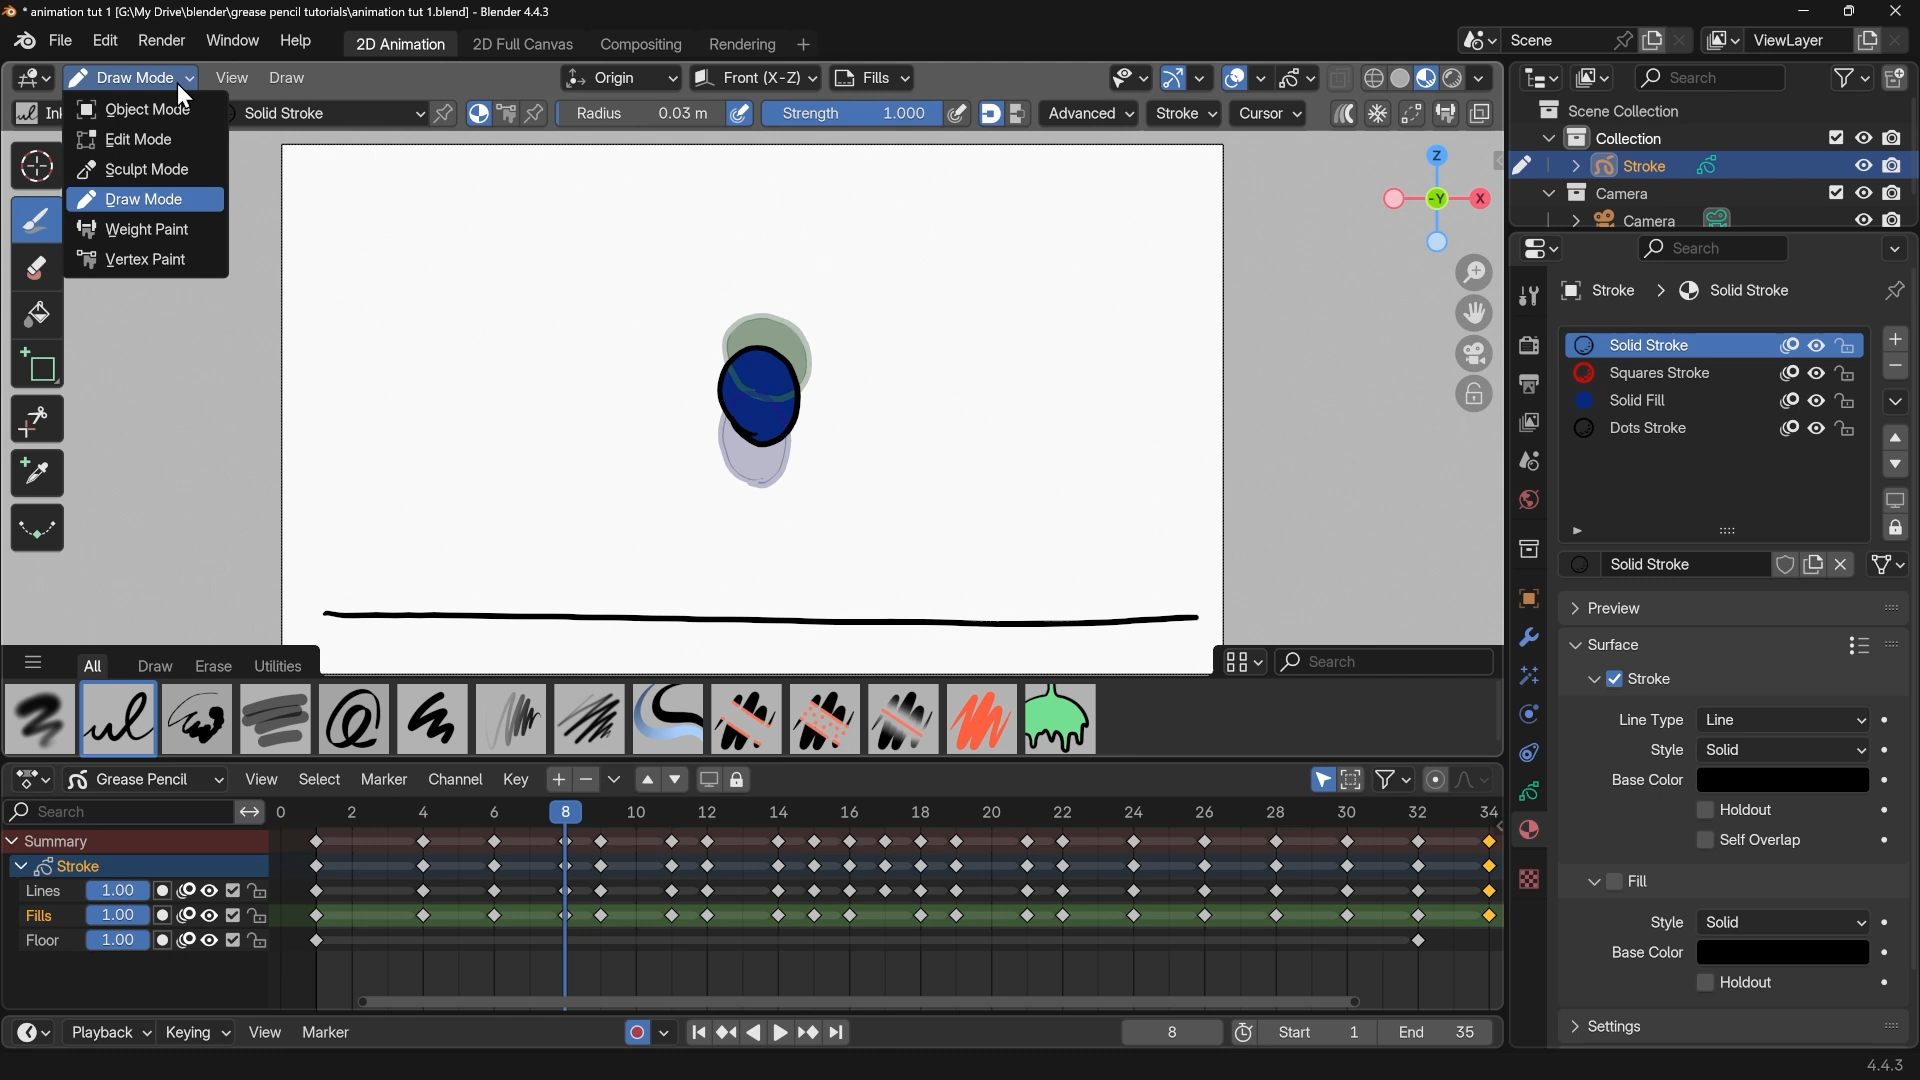 * animation tut 1 [G:\My Drive\blender\grease pencil tutorials\animation tut 1.blend] - Blender 4.4.3
File Edit Render Window Help 2D Animation 2D Full Canvas Compositing Rendering + Scene ViewLayer
Draw Mode View Draw Origin Front (X-Z) Fills Search
Solid Stroke Radius 0.03 m Strength 1.000 Advanced Stroke Cursor
Object Mode
Edit Mode
Sculpt Mode
Draw Mode
Weight Paint
Vertex Paint
Z
-Y
X
Scene Collection
Collection
Stroke
Camera
Camera
Search
Stroke > Solid Stroke
Solid Stroke
Squares Stroke
Solid Fill
Dots Stroke
Solid Stroke
Preview
Surface
Stroke
Line Type Line
Style Solid
Base Color
Holdout
Self Overlap
Fill
Style Solid
Base Color
Holdout
Settings
All Draw Erase Utilities Search
Grease Pencil View Select Marker Channel Key
Search 0 2 4 6 8 10 12 14 16 18 20 22 24 26 28 30 32 34
Summary
Stroke
Lines 1.00
Fills 1.00
Floor 1.00
Playback Keying View Marker 8 Start 1 End 35
4.4.3